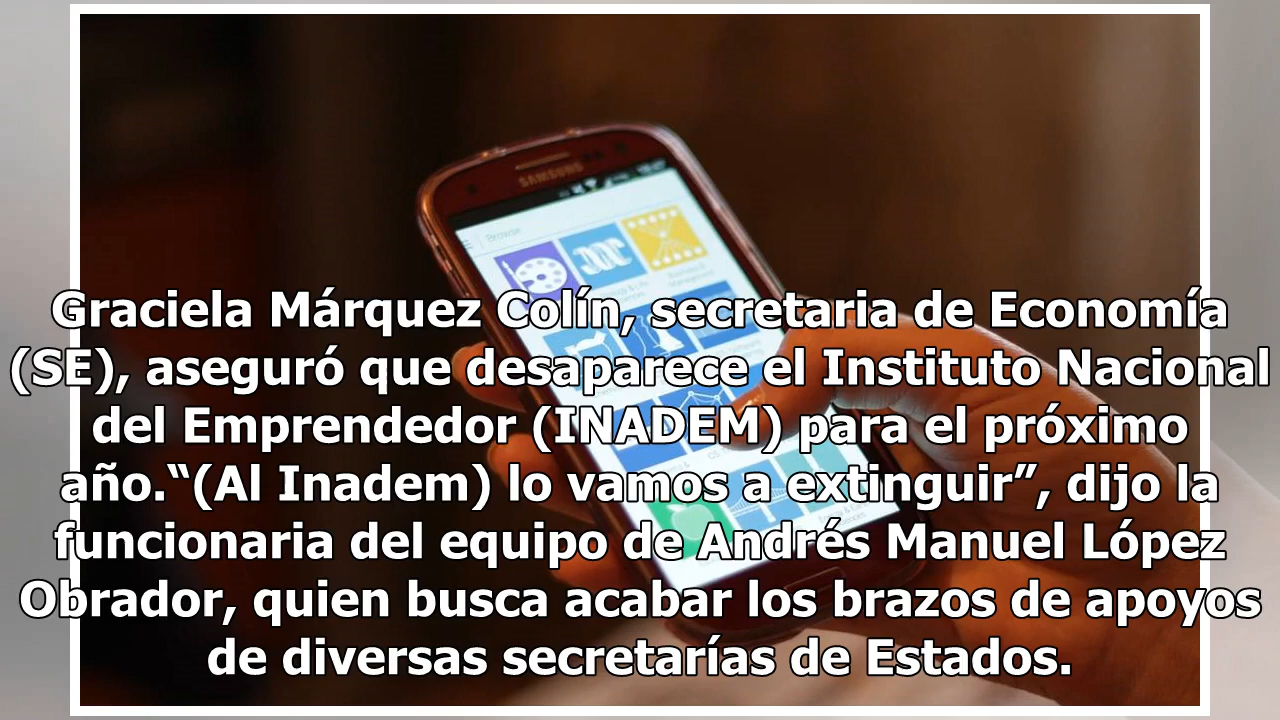 SAMSUNG
Browse
Graciela Márquez Colín, secretaria de Economía
(SE), aseguró que desaparece el Instituto Nacional
del Emprendedor (INADEM) para el próximo
año.“(Al Inadem) lo vamos a extinguir”, dijo la
funcionaria del equipo de Andrés Manuel López
Obrador, quien busca acabar los brazos de apoyos
de diversas secretarías de Estados.